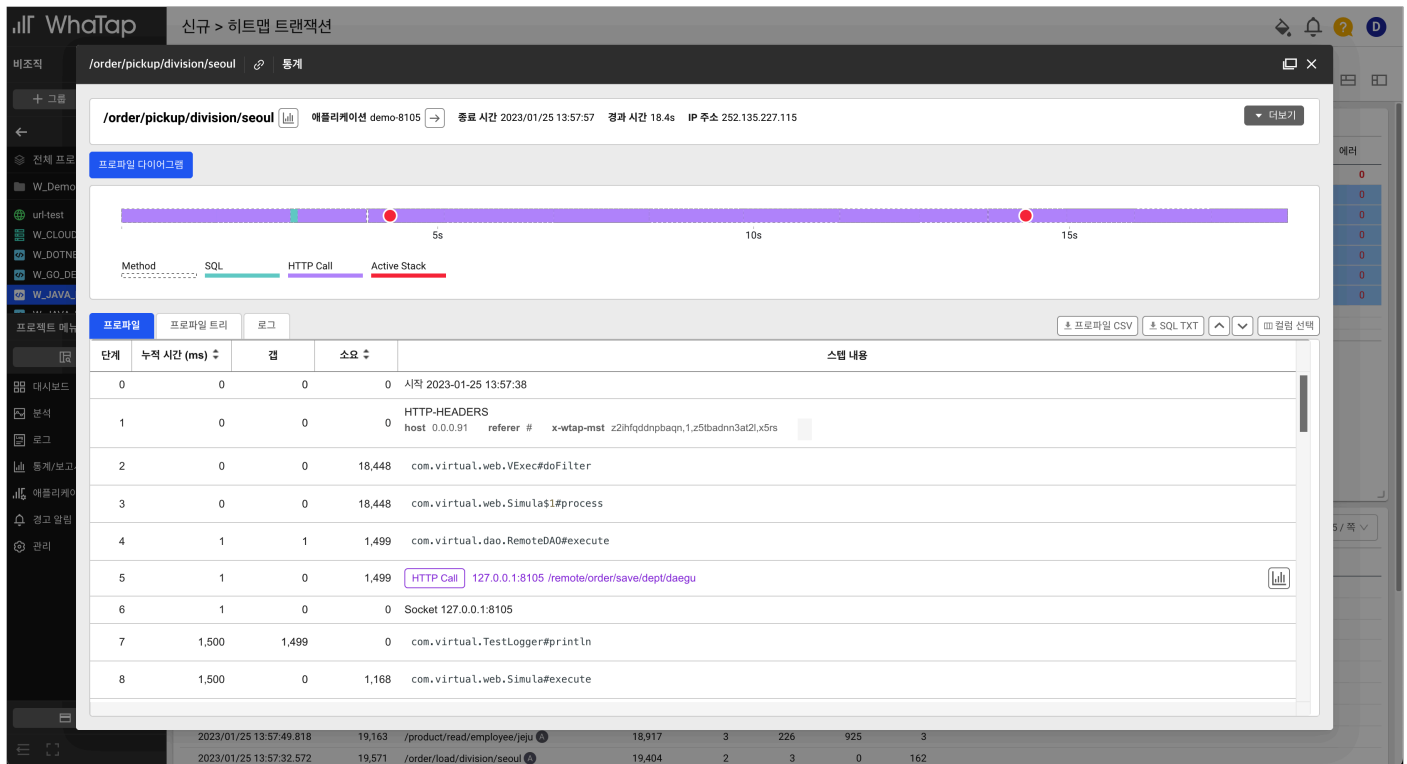 WhaTap
신규 > 히트맵 트랜잭션
? D
비조직
/order/pickup/division/seoul 통계
+ 그룹
/order/pickup/division/seoul 애플리케이션 demo-8105 종료 시간 2023/01/25 13:57:57 경과 시간 18.4s IP 주소 252.135.227.115 더보기
에러
전체 프로
프로파일 다이어그램
0
W_Demo
0
url-test
0
W_CLOUD
0
5s 10s 15s
W_DOTNE
0
W_GO_DE
0
Method SQL HTTP Call Active Stack
W_JAVA_
0
프로젝트 메뉴
프로파일 프로파일 트리 로그 프로파일 CSV SQL TXT 컬럼 선택
단계 누적 시간 (ms) 갭 소요 스텝 내용
대시보드
0 0 0 0 시작 2023-01-25 13:57:38
분석
1 0 0 0 HTTP-HEADERS
host 0.0.0.91 referer # x-wtap-mst z2ihfqddnpbaqn,1,z5tbadnn3at2l,x5rs
로그
통계/보고
2 0 0 18,448 com.virtual.web.VExec#doFilter
애플리케이
3 0 0 18,448 com.virtual.web.Simula$1#process
경고 알림
5 / 쪽
관리
4 1 1 1,499 com.virtual.dao.RemoteDAO#execute
5 1 0 1,499 HTTP Call 127.0.0.1:8105 /remote/order/save/dept/daegu
6 1 0 0 Socket 127.0.0.1:8105
7 1,500 1,499 0 com.virtual.TestLogger#println
8 1,500 0 1,168 com.virtual.web.Simula#execute
2023/01/25 13:57:49.818 19,163 /product/read/employee/jeju A 18,917 3 226 925 3
2023/01/25 13:57:32.572 19,571 /order/load/division/seoul A 19,404 2 3 0 162